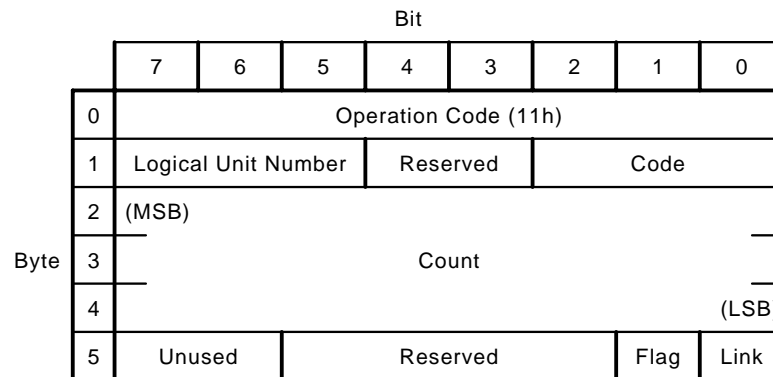 Bit
7 6 5 4 3 2 1 0
0 Operation Code (11h)
1 Logical Unit Number Reserved Code
2 (MSB)
Byte 3 Count
4 (LSB
5 Unused Reserved Flag Link